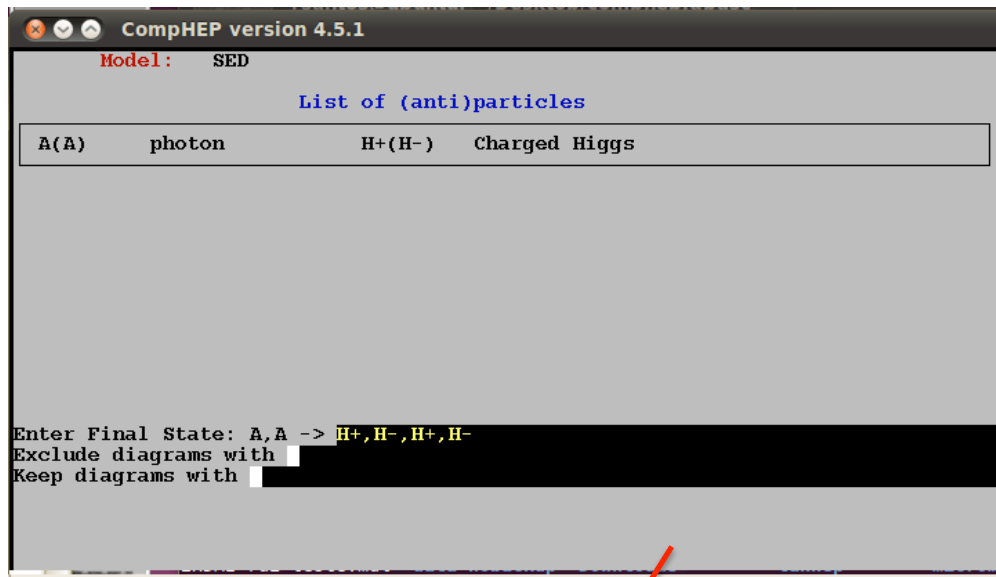 CompHEP version 4.5.1
Model: SED
List of (anti)particles
A(A) photon H+(H-) Charged Higgs
Enter Final State: A,A -> H+,H-,H+,H-
Exclude diagrams with
Keep diagrams with